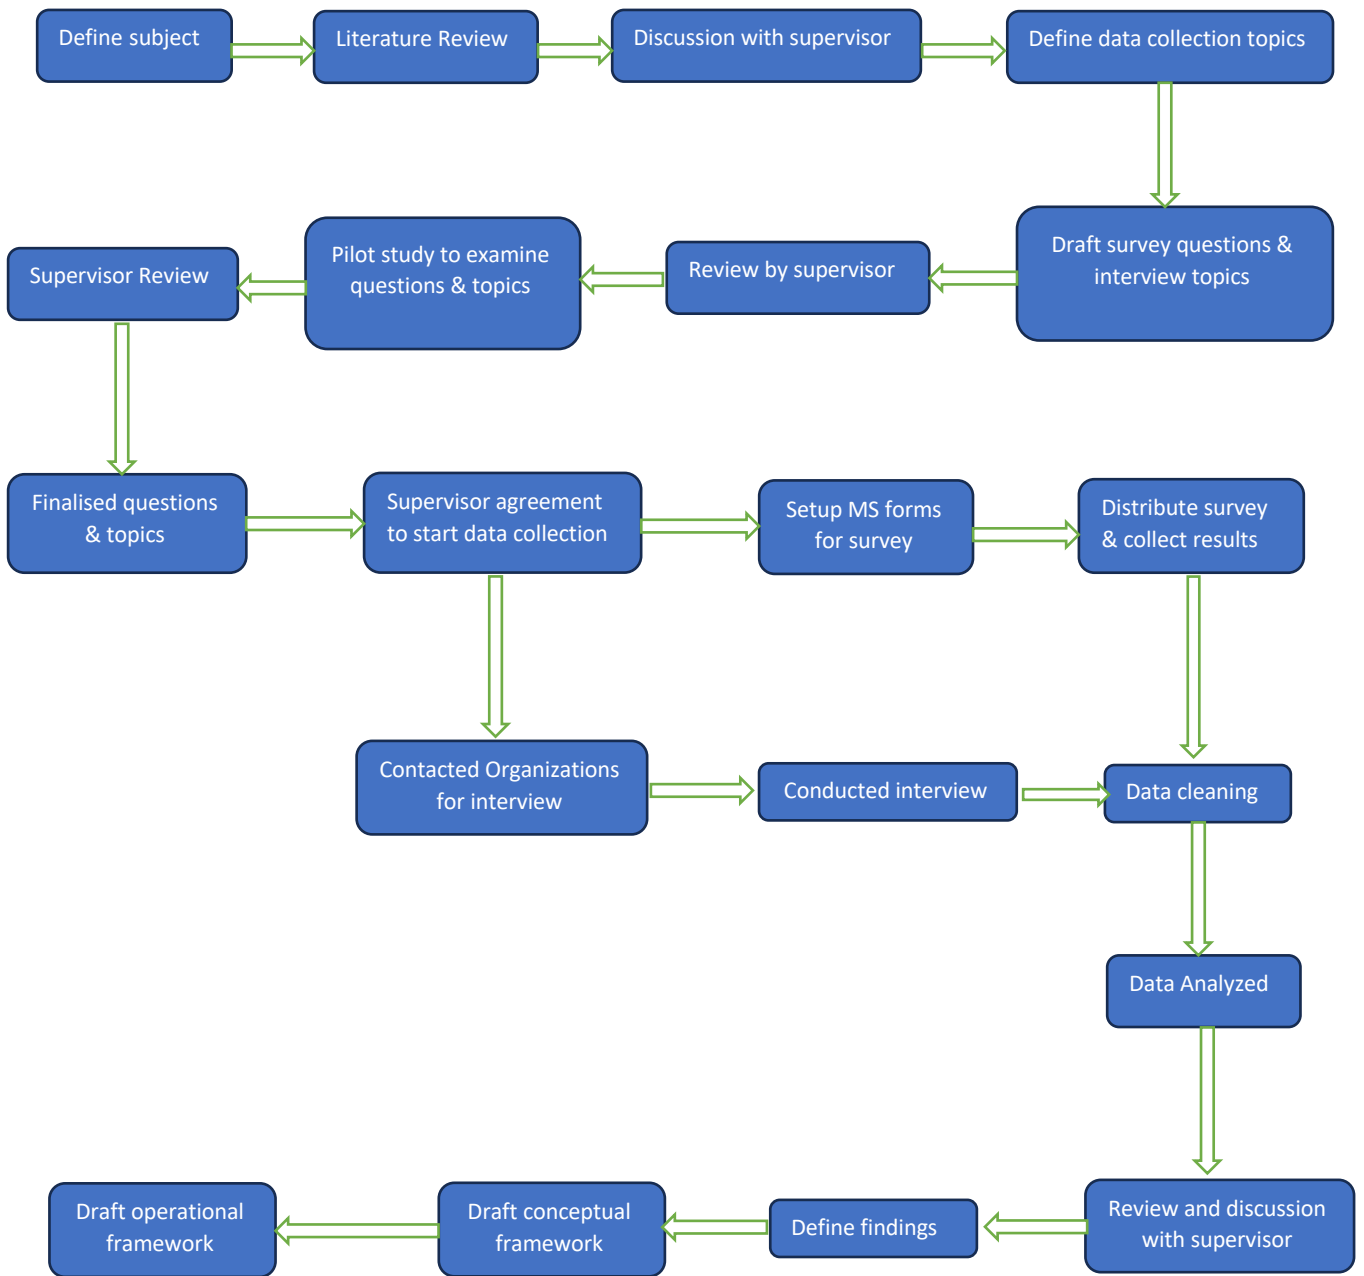 Define subject
Literature Review
Discussion with supervisor
Define data collection topics
Supervisor Review
Pilot study to examine
questions & topics
Review by supervisor
Draft survey questions &
interview topics
Finalised questions
& topics
Supervisor agreement
to start data collection
Setup MS forms
for survey
Distribute survey
& collect results
Contacted Organizations
for interview
Conducted interview
Data cleaning
Data Analyzed
Draft operational
framework
Draft conceptual
framework
Define findings
Review and discussion
with supervisor